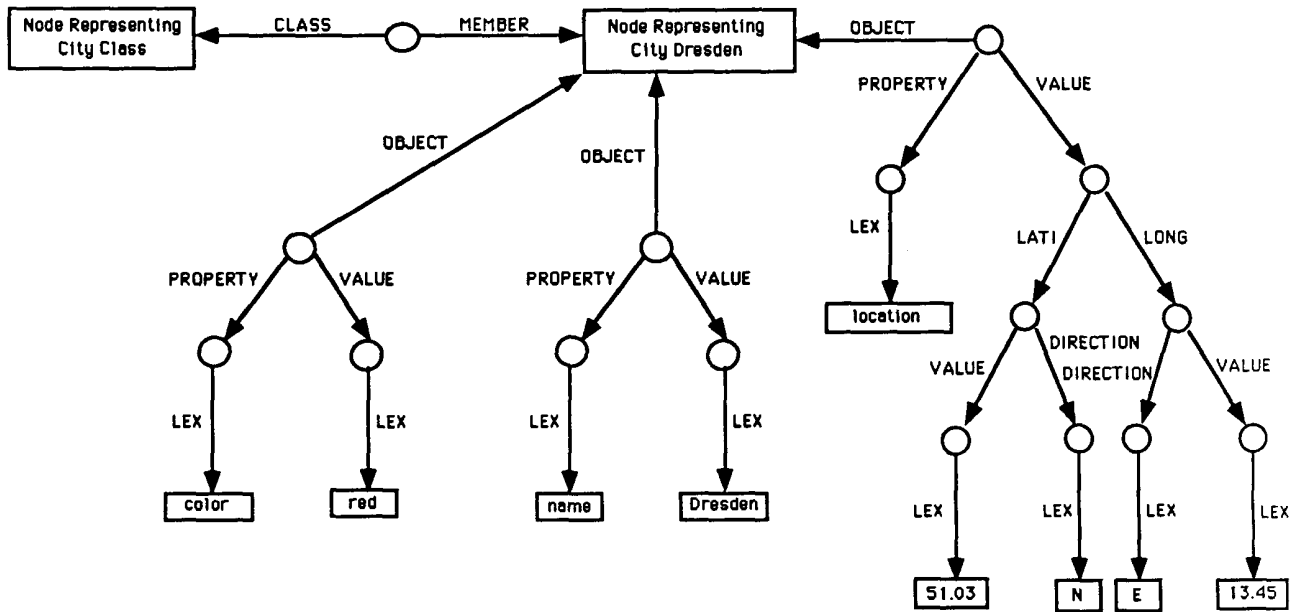 Node Representing
City Class
CLASS
MEMBER
Node Representing
City Dresden
OBJECT
PROPERTY
VALUE
OBJECT
OBJECT
LEX
LATI
LONG
PROPERTY
VALUE
PROPERTY
VALUE
location
DIRECTION
VALUE
DIRECTION
VALUE
LEX
LEX
LEX
LEX
color
red
name
Dresden
LEX
LEX
LEX
LEX
51.03
N
E
13.45